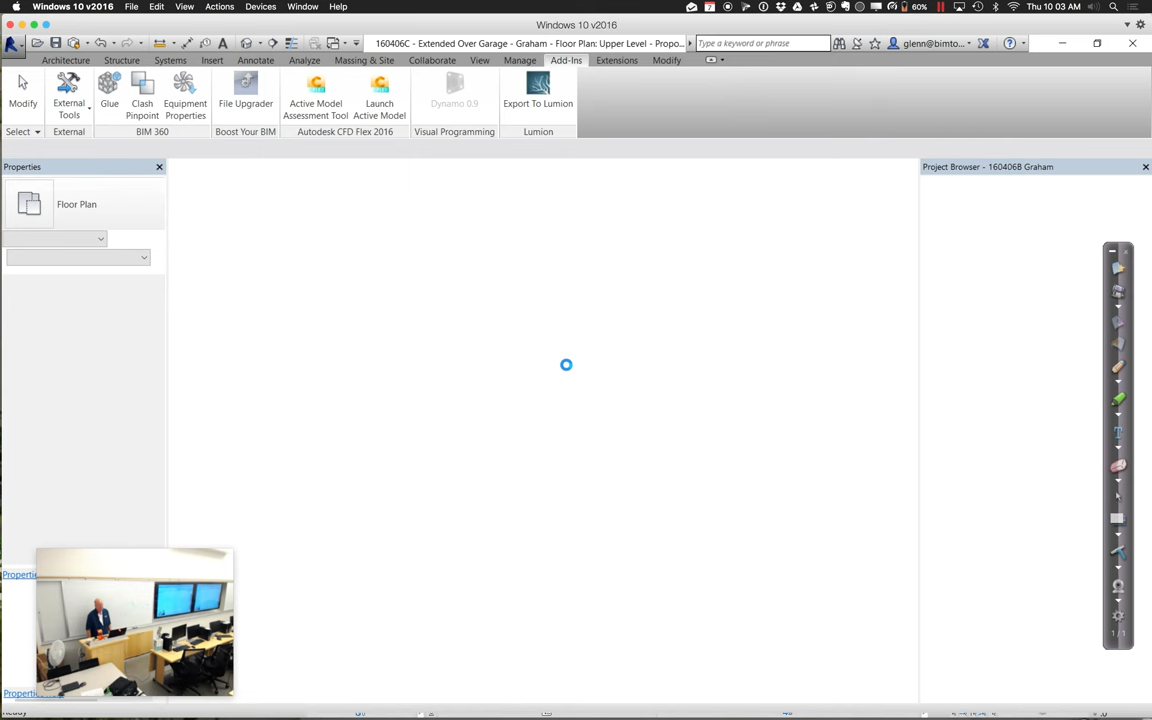 Windows 10 v2016 File Edit View Actions Devices Window Help 7 60% Thu 10 03 AM
Windows 10 v2016
160406C - Extended Over Garage - Graham - Floor Plan: Upper Level - Propo... Type a keyword or phrase glenn@bimto...
Architecture Structure Systems Insert Annotate Analyze Massing & Site Collaborate View Manage Add-Ins Extensions Modify
Modify External Tools Glue Clash Pinpoint Equipment Properties File Upgrader Active Model Assessment Tool Launch Active Model Dynamo 0.9 Export To Lumion
Select External BIM 360 Boost Your BIM Autodesk CFD Flex 2016 Visual Programming Lumion
Properties Project Browser - 160406B Graham
Floor Plan
1 / 1